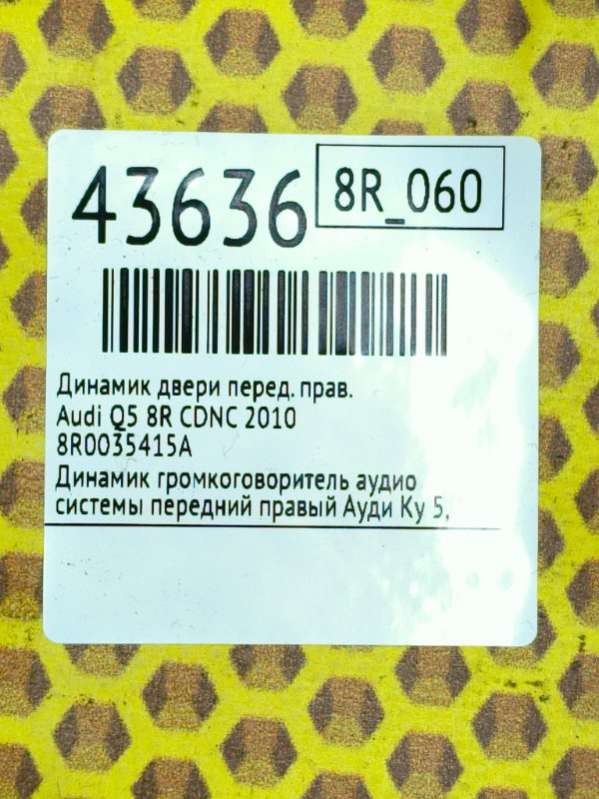 43636
8R_060
Динамик двери перед. прав.
Audi Q5 8R CDNC 2010
8R0035415A
Динамик громкоговоритель аудио
системы передний правый Ауди Ку 5,